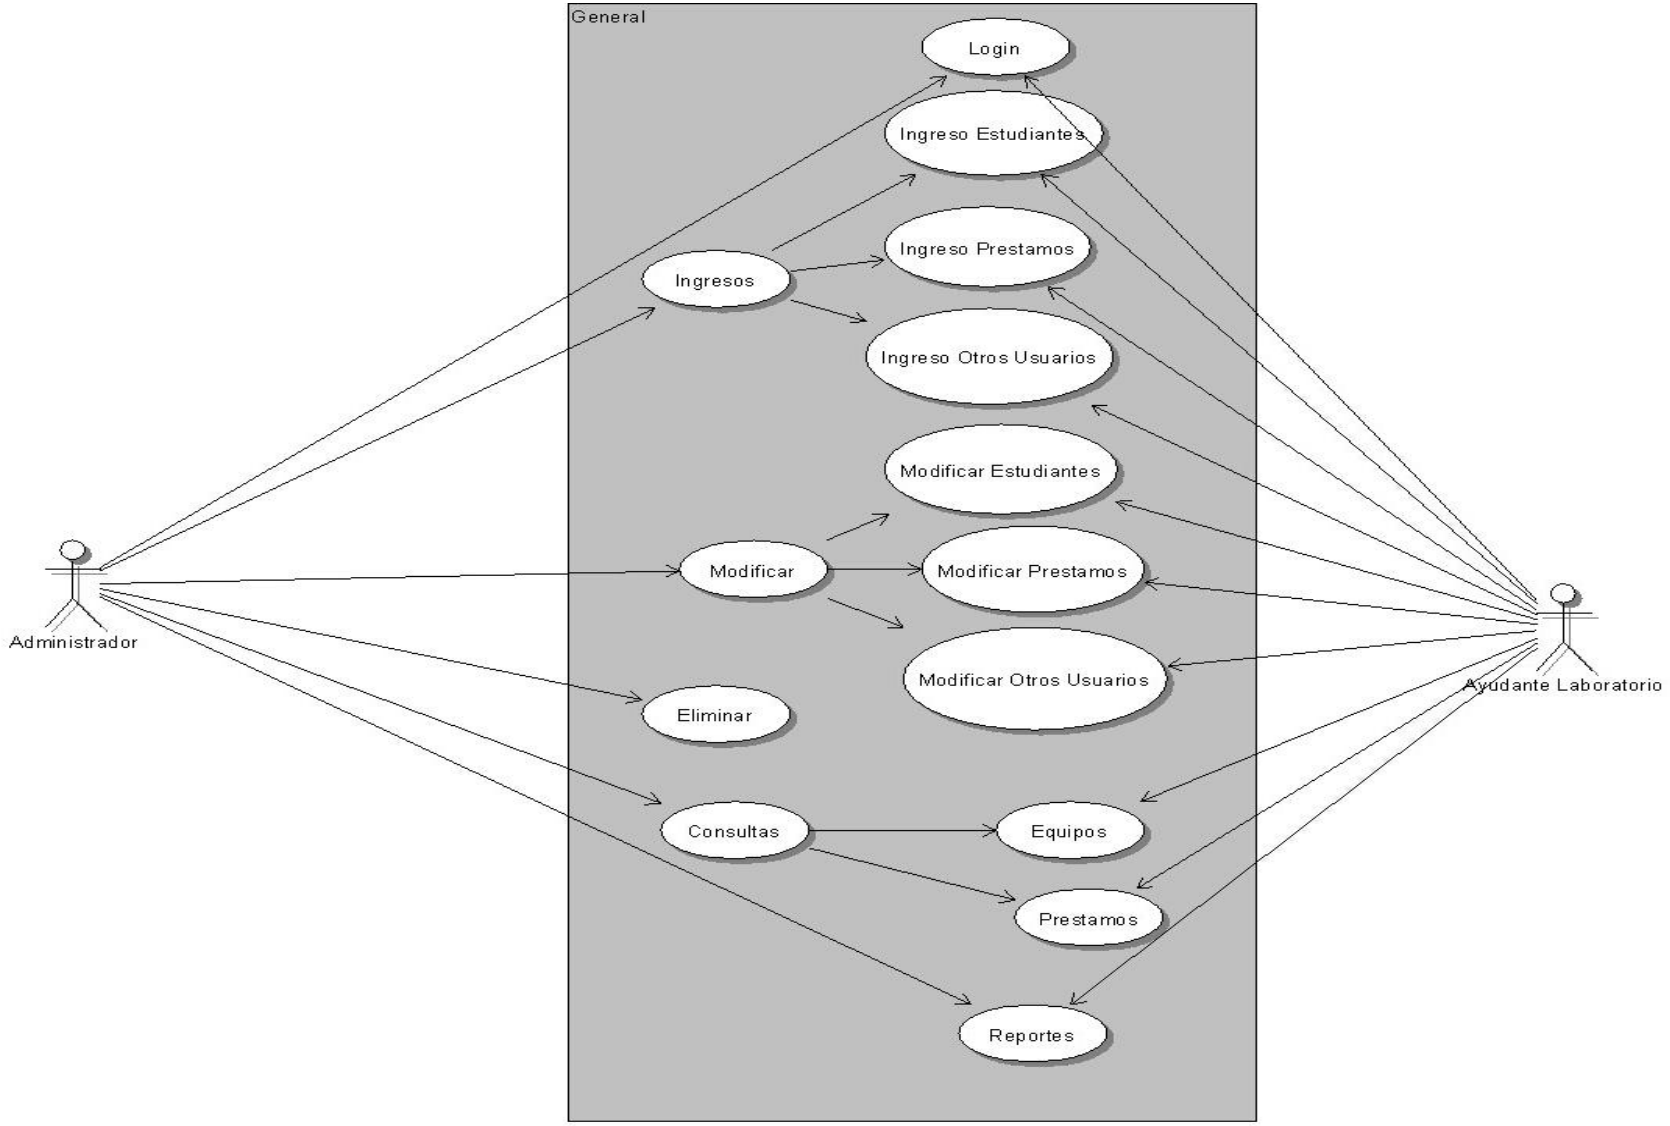 General
Login
Ingreso Estudiantes
Ingreso Prestamos
Ingresos
Ingreso Otros Usuarios
Modificar Estudiantes
Modificar
Modificar Prestamos
Administrador
Modificar Otros Usuarios
Ayudante Laboratorio
Eliminar
Consultas
Equipos
Prestamos
Reportes